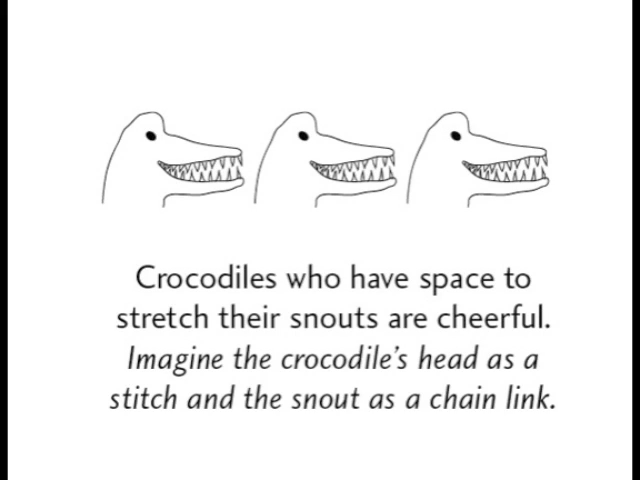 Crocodiles who have space to
stretch their snouts are cheerful.
Imagine the crocodile’s head as a
stitch and the snout as a chain link.